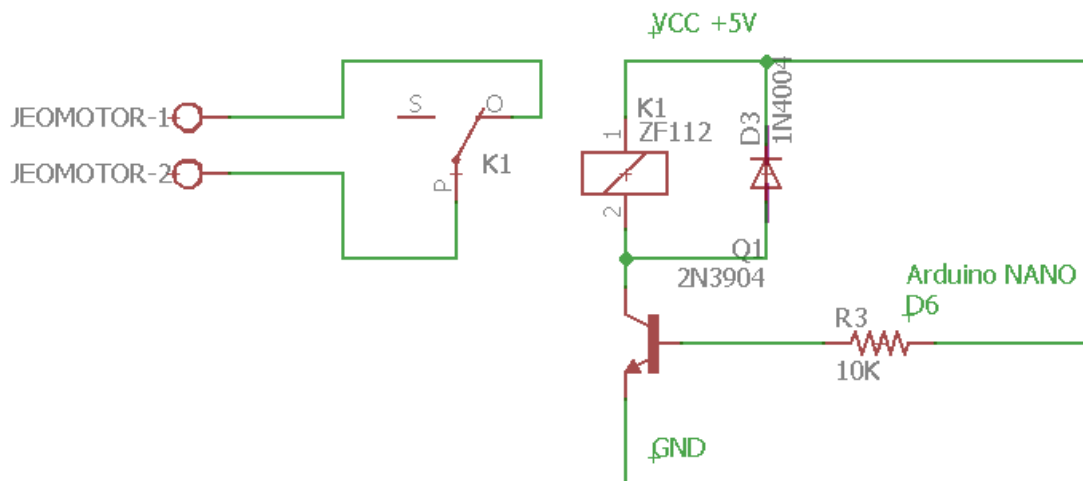 VCC +5V
JEOMOTOR-1
JEOMOTOR-2
S
O
P
K1
K1
ZF112
1
2
D3
1N4004
Q1
2N3904
Arduino NANO
D6
R3
10K
GND